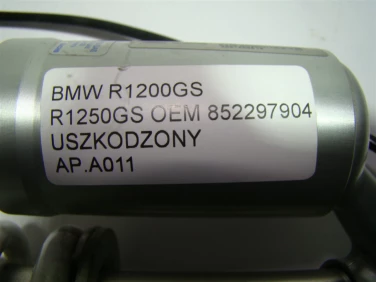 BMW R1200GS
R1250GS OEM 852297904
USZKODZONY
AP.A011